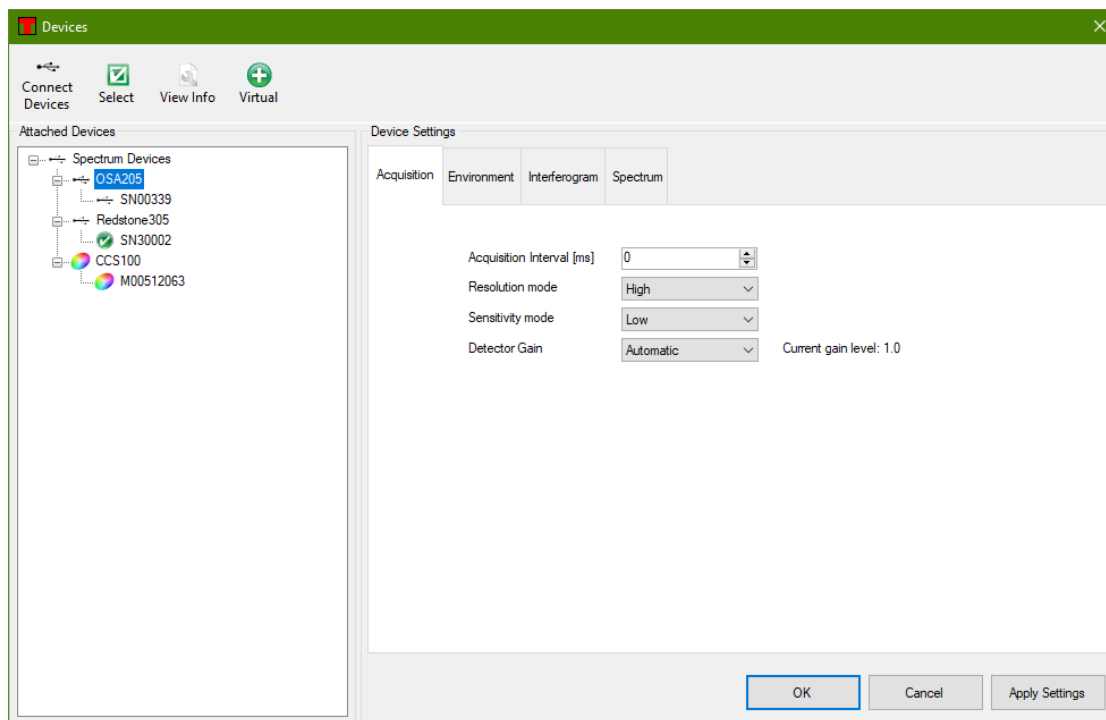 Devices
Connect
Devices
Select
View Info
Virtual
Attached Devices
Spectrum Devices
OSA205
SN00339
Redstone305
SN30002
CCS100
M00512063
Device Settings
Acquisition
Environment
Interferogram
Spectrum
Acquisition Interval [ms]
0
Resolution mode
High
Sensitivity mode
Low
Detector Gain
Automatic
Current gain level: 1.0
OK
Cancel
Apply Settings